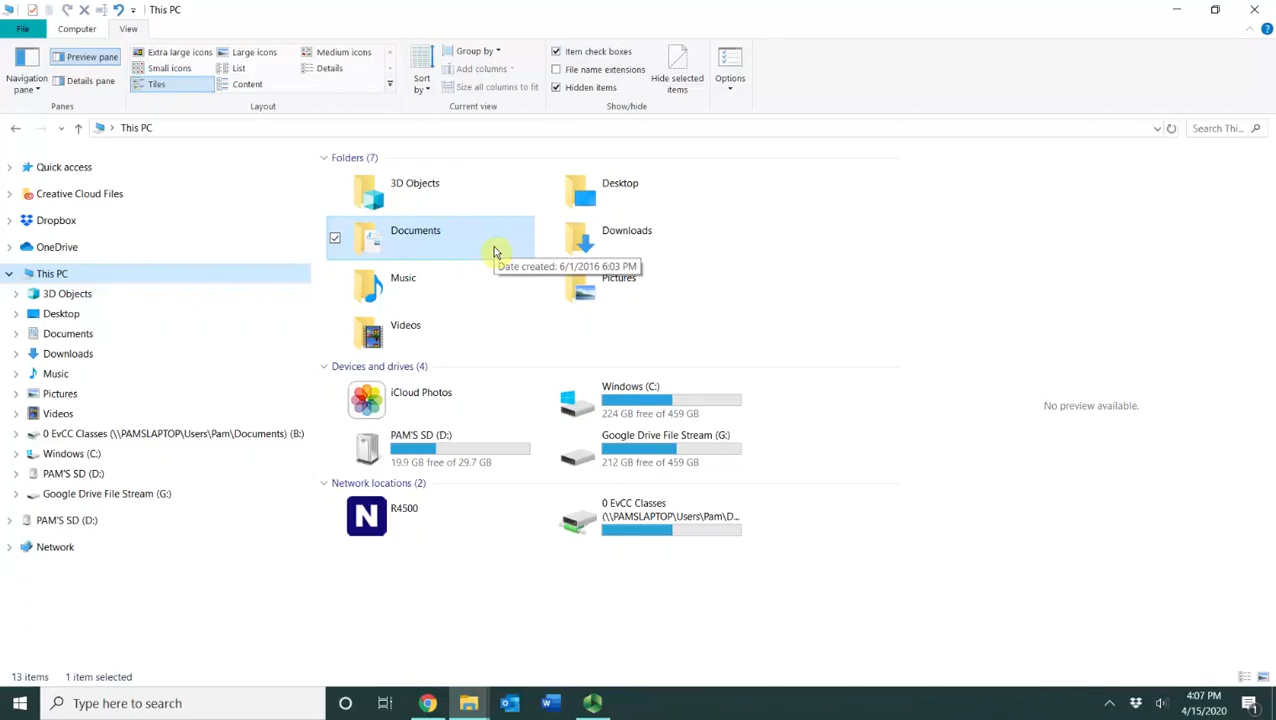 This PC
File
Computer
View
Navigation pane
Preview pane
Details pane
Panes
Extra large icons
Large icons
Medium icons
Small icons
List
Details
Tiles
Content
Layout
Sort by
Group by
Add columns
Size all columns to fit
Current view
Item check boxes
File name extensions
Hidden items
Hide selected items
Show/hide
Options
This PC
Search Thi...
Quick access
Creative Cloud Files
Dropbox
OneDrive
This PC
3D Objects
Desktop
Documents
Downloads
Music
Pictures
Videos
0 EvCC Classes (\\PAMSLAPTOP\Users\Pam\Documents) (B:)
Windows (C:)
PAM'S SD (D:)
Google Drive File Stream (G:)
PAM'S SD (D:)
Network
Folders (7)
3D Objects
Desktop
Documents
Downloads
Date created: 6/1/2016 6:03 PM
Music
Pictures
Videos
Devices and drives (4)
iCloud Photos
Windows (C:)
224 GB free of 459 GB
PAM'S SD (D:)
19.9 GB free of 29.7 GB
Google Drive File Stream (G:)
212 GB free of 459 GB
Network locations (2)
N
R4500
0 EvCC Classes
(\\PAMSLAPTOP\Users\Pam\D...
No preview available.
13 items
1 item selected
Type here to search
4:07 PM
4/15/2020
1